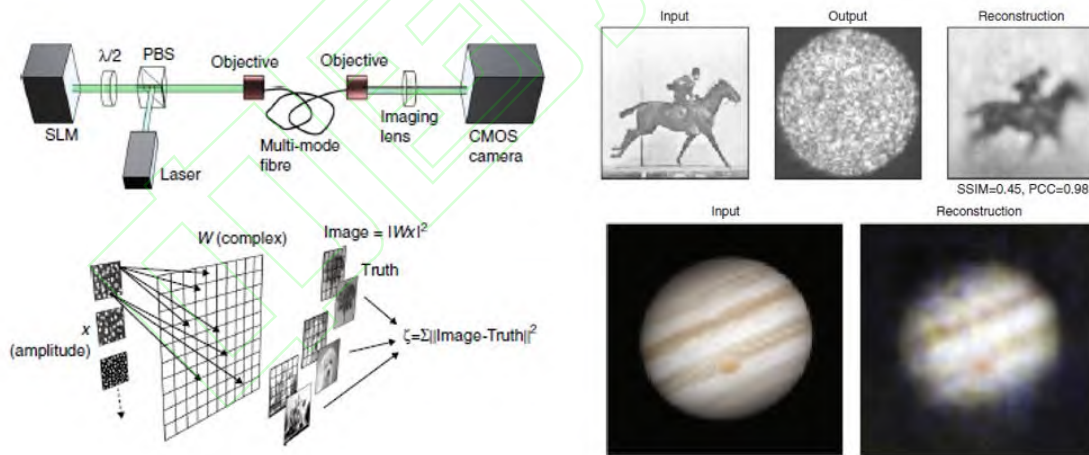 λ/2
PBS
Objective
Objective
SLM
Laser
Multi-mode
fibre
Imaging
lens
CMOS
camera
W (complex)
Image = |Wx|²
Truth
x
(amplitude)
ζ=Σ||Image-Truth||²
Input
Output
Reconstruction
SSIM=0.45, PCC=0.98
Input
Reconstruction